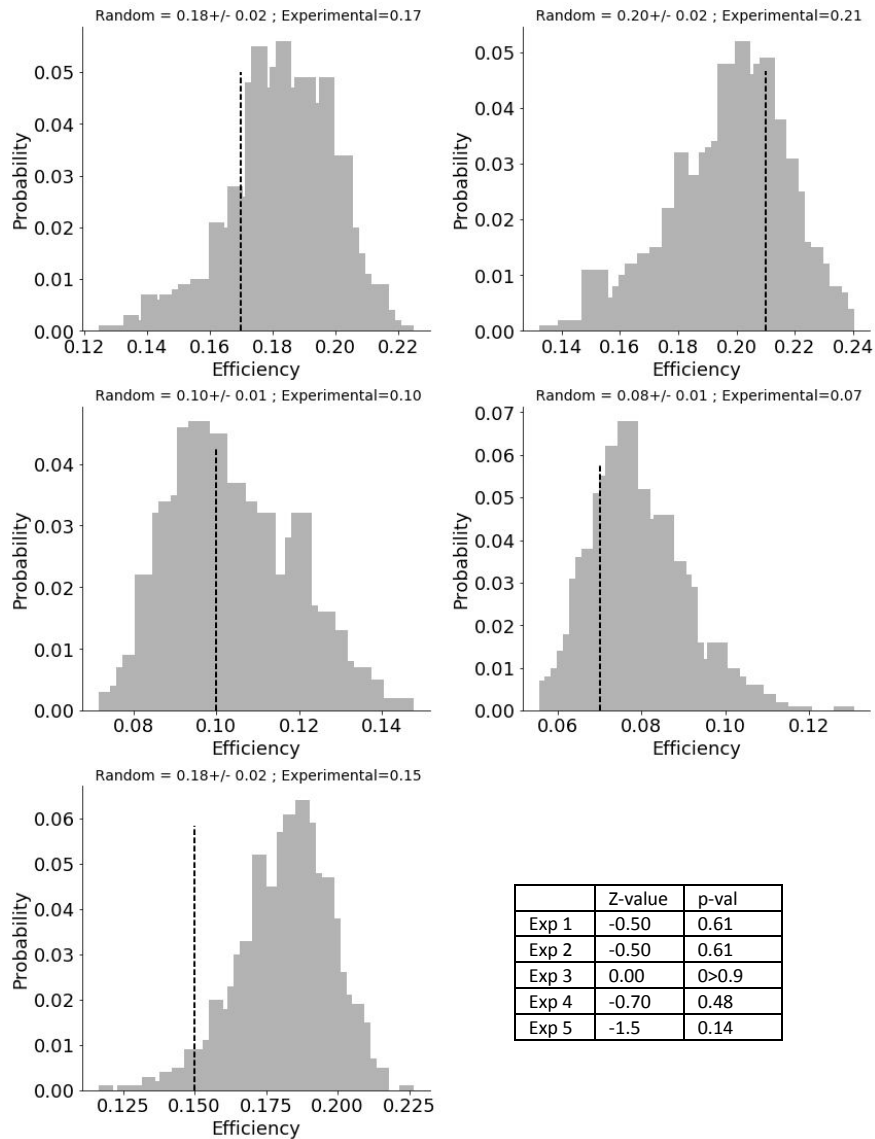 Random = 0.18+/- 0.02 ; Experimental=0.17
0.05
0.04
0.03
0.02
0.01
0.00
Probability
0.12 0.14 0.16 0.18 0.20 0.22
Efficiency
Random = 0.20+/- 0.02 ; Experimental=0.21
0.05
0.04
0.03
0.02
0.01
0.00
Probability
0.14 0.16 0.18 0.20 0.22 0.24
Efficiency
Random = 0.10+/- 0.01 ; Experimental=0.10
0.04
0.03
0.02
0.01
0.00
Probability
0.08 0.10 0.12 0.14
Efficiency
Random = 0.08+/- 0.01 ; Experimental=0.07
0.07
0.06
0.05
0.04
0.03
0.02
0.01
0.00
Probability
0.06 0.08 0.10 0.12
Efficiency
Random = 0.18+/- 0.02 ; Experimental=0.15
0.06
0.05
0.04
0.03
0.02
0.01
0.00
Probability
0.125 0.150 0.175 0.200 0.225
Efficiency
Z-value p-val
Exp 1 -0.50 0.61
Exp 2 -0.50 0.61
Exp 3 0.00 0>0.9
Exp 4 -0.70 0.48
Exp 5 -1.5 0.14